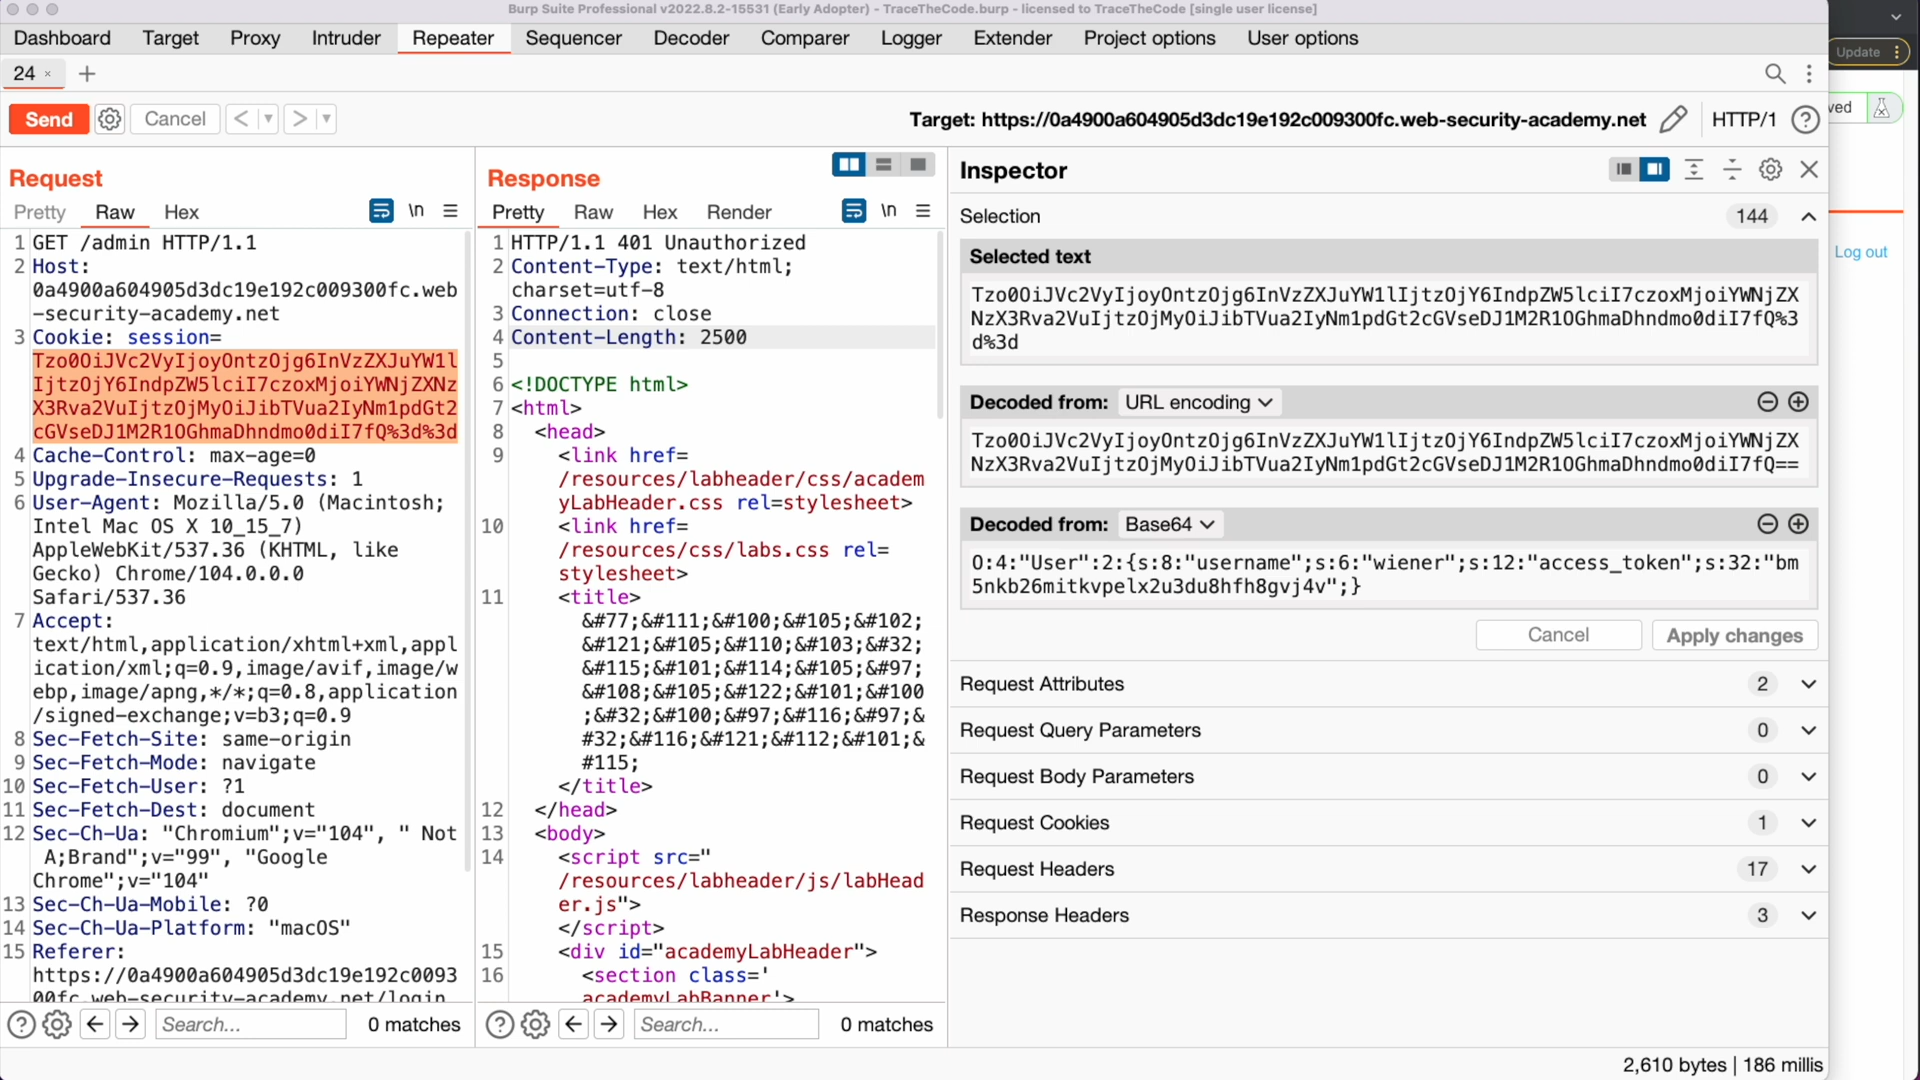 Burp Suite Professional v2022.8.2-15531 (Early Adopter) - TraceTheCode.burp - licensed to TraceTheCode [single user license]
Dashboard Target Proxy Intruder Repeater Sequencer Decoder Comparer Logger Extender Project options User options
Update
24 × +
Send Cancel < >
Target: https://0a4900a604905d3dc19e192c009300fc.web-security-academy.net HTTP/1 ?
ved
Log out
Request
Pretty Raw Hex \n
1 GET /admin HTTP/1.1
2 Host:
0a4900a604905d3dc19e192c009300fc.web
-security-academy.net
3 Cookie: session=
Tzo0OiJVc2VyIjoyOntzOjg6InVzZXJuYW1l
IjtzOjY6IndpZW5lciI7czoxMjoiYWNjZXNz
X3Rva2VuIjtzOjMyOiJibTVua2IyNm1pdGt2
cGVseDJ1M2R1OGhmaDhndmo0diI7fQ%3d%3d
4 Cache-Control: max-age=0
5 Upgrade-Insecure-Requests: 1
6 User-Agent: Mozilla/5.0 (Macintosh;
Intel Mac OS X 10_15_7)
AppleWebKit/537.36 (KHTML, like
Gecko) Chrome/104.0.0.0
Safari/537.36
7 Accept:
text/html,application/xhtml+xml,appl
ication/xml;q=0.9,image/avif,image/w
ebp,image/apng,*/*;q=0.8,application
/signed-exchange;v=b3;q=0.9
8 Sec-Fetch-Site: same-origin
9 Sec-Fetch-Mode: navigate
10 Sec-Fetch-User: ?1
11 Sec-Fetch-Dest: document
12 Sec-Ch-Ua: "Chromium";v="104", " Not
A;Brand";v="99", "Google
Chrome";v="104"
13 Sec-Ch-Ua-Mobile: ?0
14 Sec-Ch-Ua-Platform: "macOS"
15 Referer:
https://0a4900a604905d3dc19e192c0093
00fc.web-security-academy.net/login
? Search... 0 matches
Response
Pretty Raw Hex Render \n
1 HTTP/1.1 401 Unauthorized
2 Content-Type: text/html;
charset=utf-8
3 Connection: close
4 Content-Length: 2500
5
6 <!DOCTYPE html>
7 <html>
8 <head>
9 <link href=
/resources/labheader/css/academ
yLabHeader.css rel=stylesheet>
10 <link href=
/resources/css/labs.css rel=
stylesheet>
11 <title>
&#77;&#111;&#100;&#105;&#102;
&#121;&#105;&#110;&#103;&#32;
&#115;&#101;&#114;&#105;&#97;
&#108;&#105;&#122;&#101;&#100
;&#32;&#100;&#97;&#116;&#97;&
#32;&#116;&#121;&#112;&#101;&
#115;
</title>
12 </head>
13 <body>
14 <script src="
/resources/labheader/js/labHead
er.js">
</script>
15 <div id="academyLabHeader">
16 <section class='
academyLabBanner'>
? Search... 0 matches
Inspector
Selection 144
Selected text
Tzo0OiJVc2VyIjoyOntzOjg6InVzZXJuYW1lIjtzOjY6IndpZW5lciI7czoxMjoiYWNjZX
NzX3Rva2VuIjtzOjMyOiJibTVua2IyNm1pdGt2cGVseDJ1M2R1OGhmaDhndmo0diI7fQ%3
d%3d
Decoded from: URL encoding
Tzo0OiJVc2VyIjoyOntzOjg6InVzZXJuYW1lIjtzOjY6IndpZW5lciI7czoxMjoiYWNjZX
NzX3Rva2VuIjtzOjMyOiJibTVua2IyNm1pdGt2cGVseDJ1M2R1OGhmaDhndmo0diI7fQ==
Decoded from: Base64
O:4:"User":2:{s:8:"username";s:6:"wiener";s:12:"access_token";s:32:"bm
5nkb26mitkvpelx2u3du8hfh8gvj4v";}
Cancel Apply changes
Request Attributes 2
Request Query Parameters 0
Request Body Parameters 0
Request Cookies 1
Request Headers 17
Response Headers 3
2,610 bytes | 186 millis